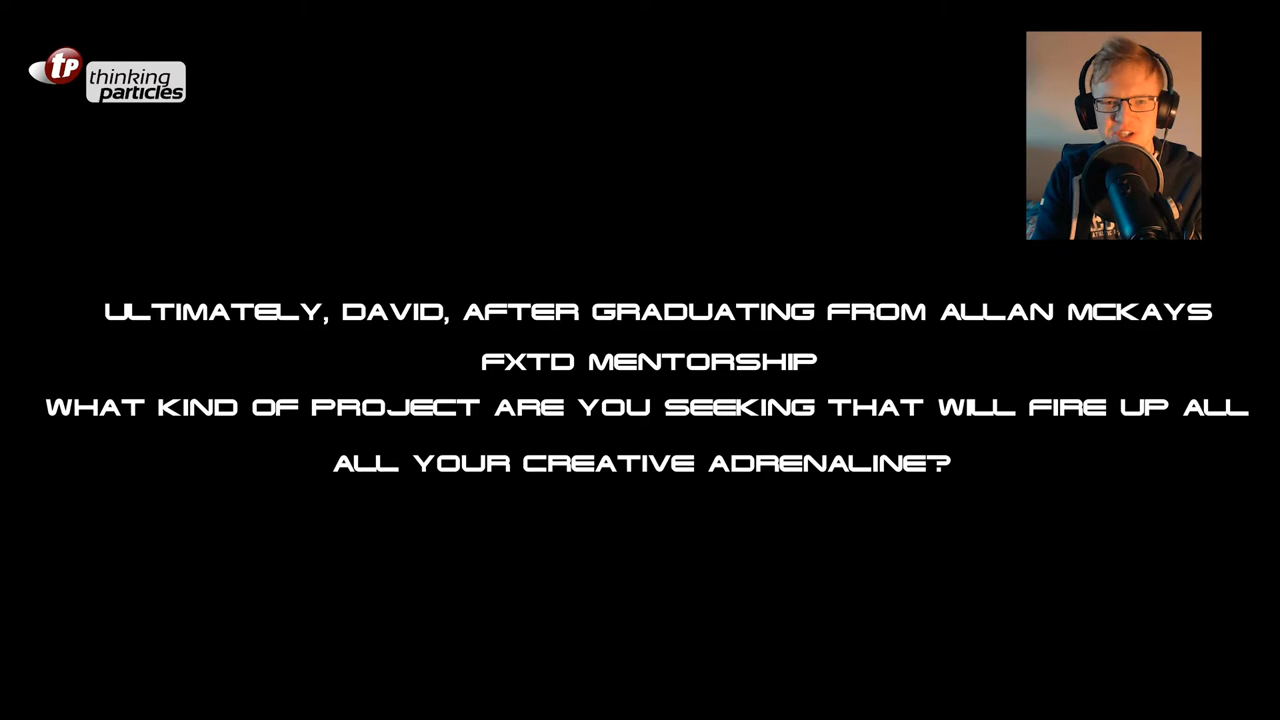 tp
thinking
particles
ULTIMATELY, DAVID, AFTER GRADUATING FROM ALLAN MCKAYS
FXTD MENTORSHIP
WHAT KIND OF PROJECT ARE YOU SEEKING THAT WILL FIRE UP ALL
ALL YOUR CREATIVE ADRENALINE?